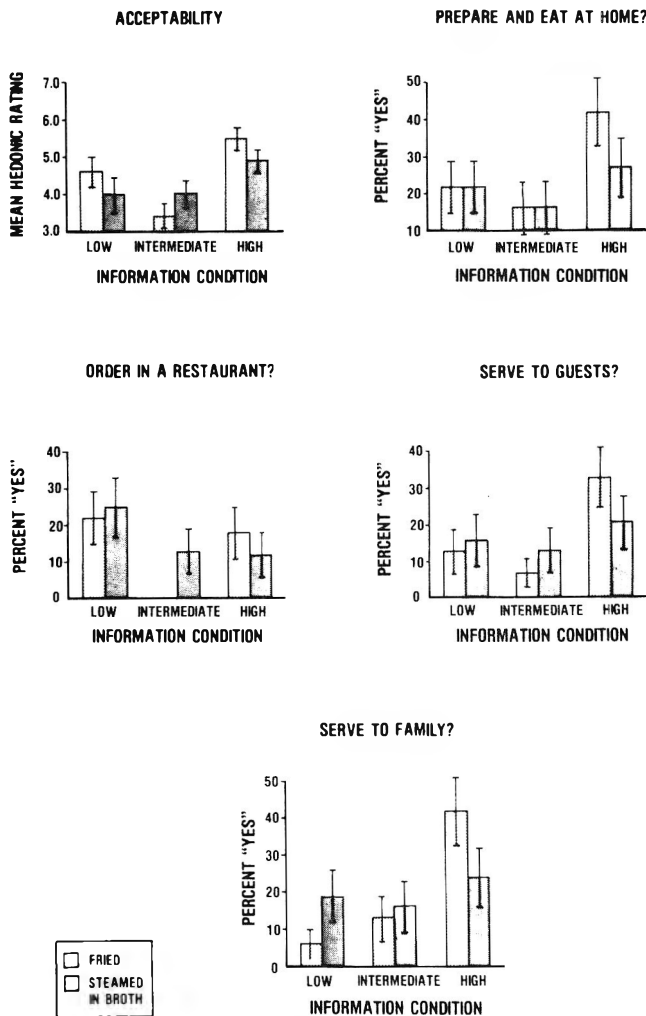 ACCEPTABILITY
MEAN HEDONIC RATING
7.0
6.0
5.0
4.0
3.0
LOW INTERMEDIATE HIGH
INFORMATION CONDITION
PREPARE AND EAT AT HOME?
PERCENT "YES"
50
40
30
20
10
LOW INTERMEDIATE HIGH
INFORMATION CONDITION
ORDER IN A RESTAURANT?
PERCENT "YES"
40
30
20
10
0
LOW INTERMEDIATE HIGH
INFORMATION CONDITION
SERVE TO GUESTS?
PERCENT "YES"
40
30
20
10
0
LOW INTERMEDIATE HIGH
INFORMATION CONDITION
SERVE TO FAMILY?
PERCENT "YES"
50
40
30
20
10
0
LOW INTERMEDIATE HIGH
INFORMATION CONDITION
FRIED
STEAMED
IN BROTH